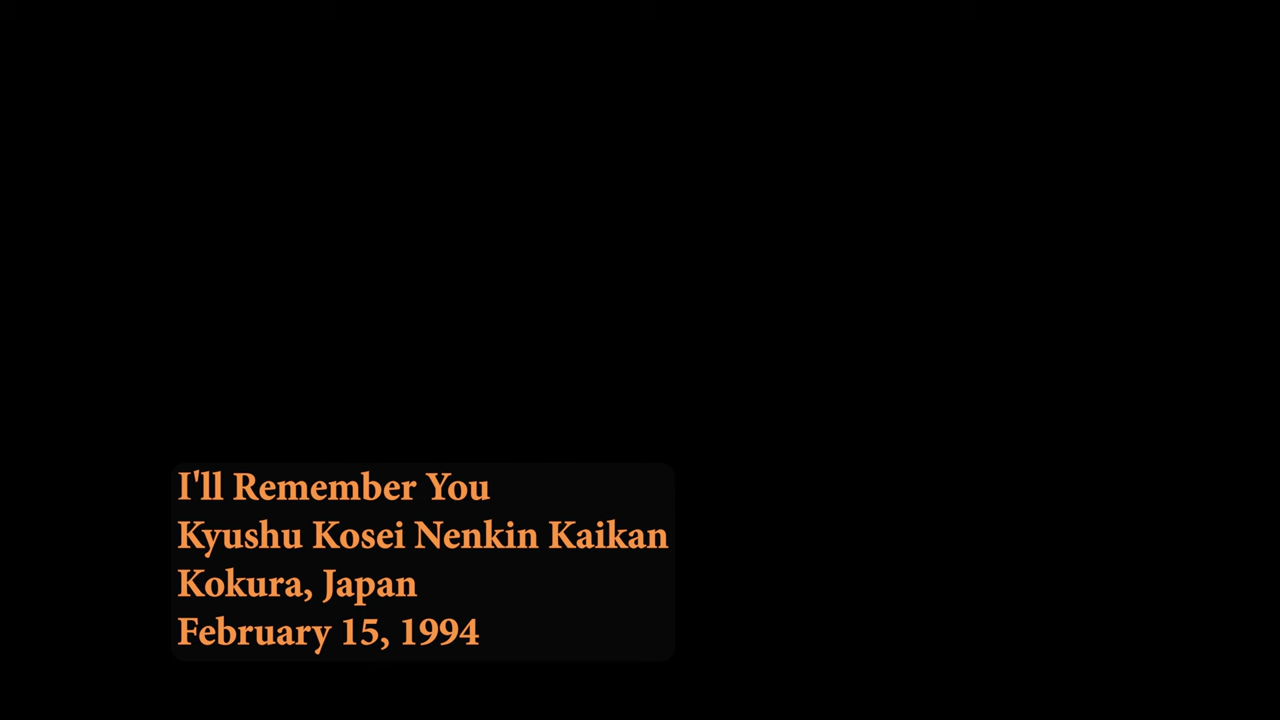 I'll Remember You
Kyushu Kosei Nenkin Kaikan
Kokura, Japan
February 15, 1994